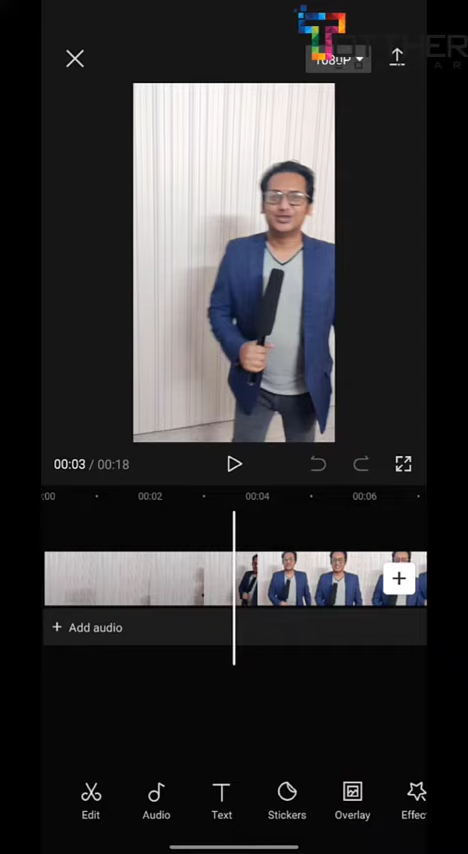 1080P
00:03 / 00:18
:00 00:02 00:04 00:06
+ Add audio
Edit Audio Text Stickers Overlay Effec